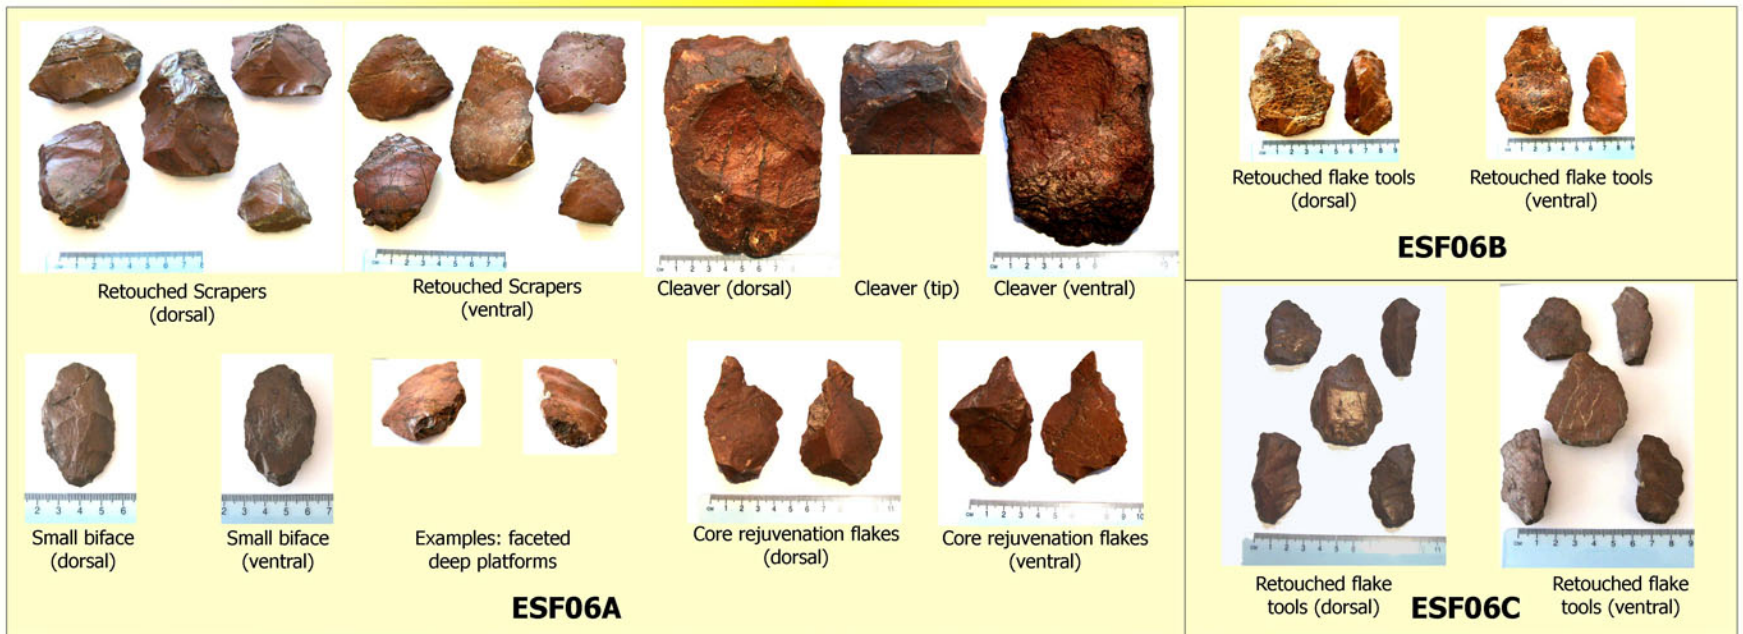 Retouched Scrapers
(dorsal)
Retouched Scrapers
(ventral)
Cleaver (dorsal)
Cleaver (tip)
Cleaver (ventral)
Small biface
(dorsal)
Small biface
(ventral)
Examples: faceted
deep platforms
Core rejuvenation flakes
(dorsal)
Core rejuvenation flakes
(ventral)
ESF06A
Retouched flake tools
(dorsal)
Retouched flake tools
(ventral)
ESF06B
Retouched flake
tools (dorsal)
Retouched flake
tools (ventral)
ESF06C